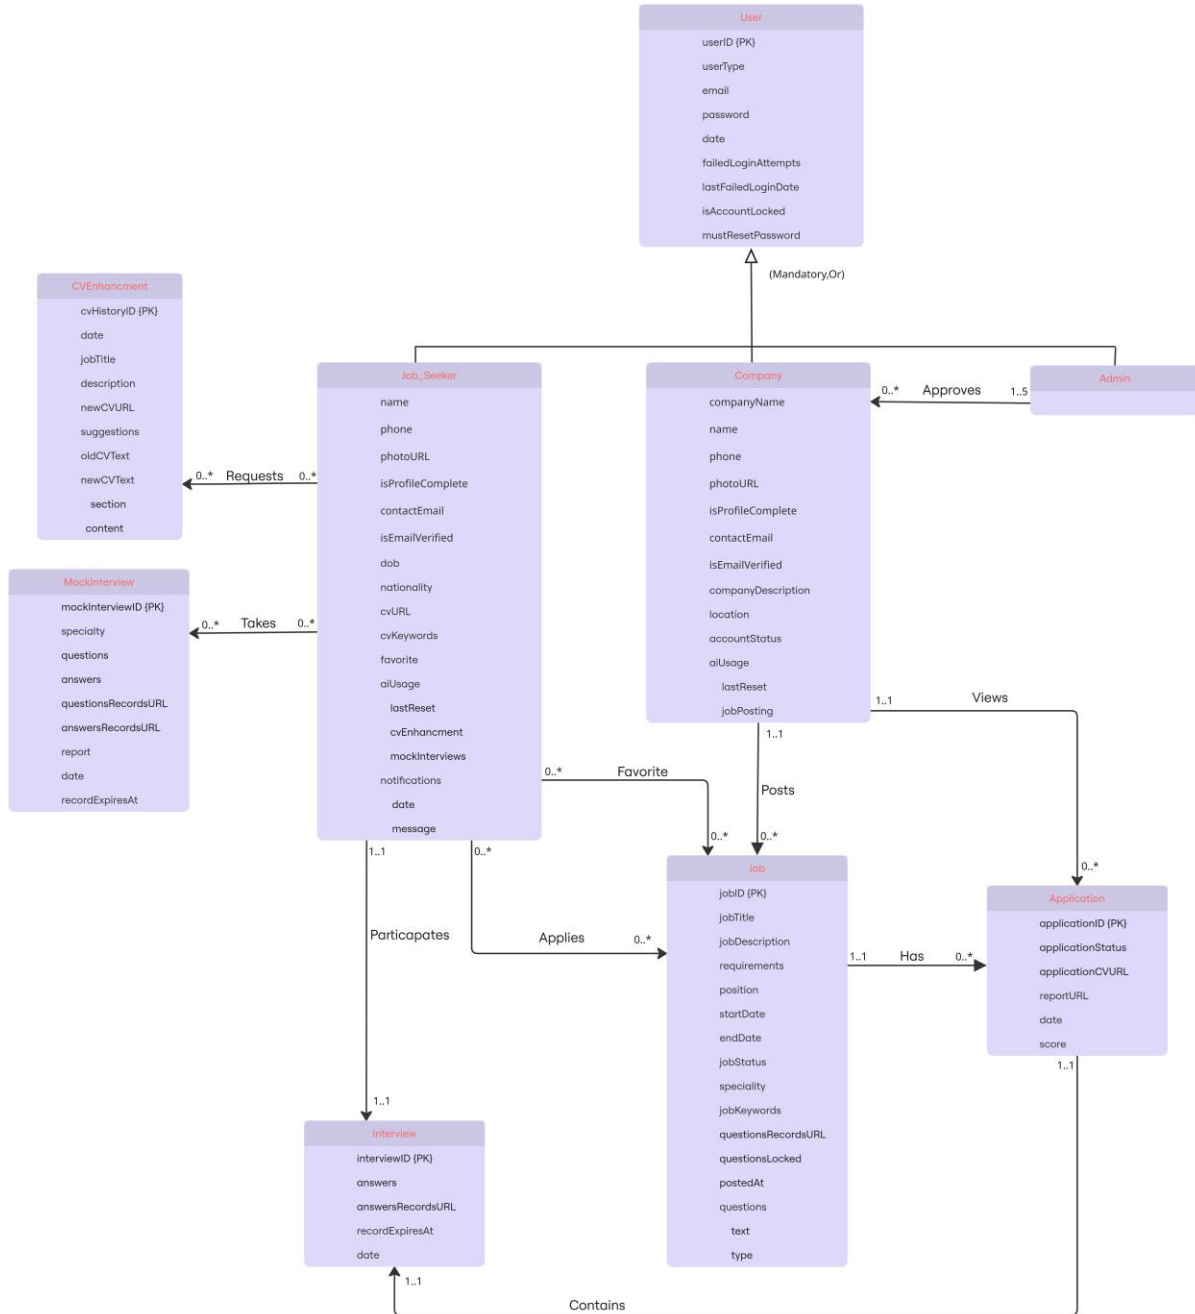 User
userID {PK}
userType
email
password
date
failedLoginAttempts
lastFailedLoginDate
isAccountLocked
mustResetPassword
(Mandatory,Or)
CVEnhancment
cvHistoryID {PK}
date
jobTitle
description
newCVURL
suggestions
oldCVText
newCVText
section
content
0..* Requests 0..*
MockInterview
mockInterviewID {PK}
specialty
questions
answers
questionsRecordsURL
answersRecordsURL
report
date
recordExpiresAt
0..* Takes 0..*
Job_Seeker
name
phone
photoURL
isProfileComplete
contactEmail
isEmailVerified
dob
nationality
cvURL
cvKeywords
favorite
aiUsage
lastReset
cvEnhancment
mockInterviews
notifications
date
message
Company
companyName
name
phone
photoURL
isProfileComplete
contactEmail
isEmailVerified
companyDescription
location
accountStatus
aiUsage
lastReset
jobPosting
0..* Approves 1..5
Admin
1..1 Views
0..*
0..* Favorite
0..*
1..1
Posts
0..*
1..1
Particapates
1..1
0..*
Applies 0..*
Job
jobID {PK}
jobTitle
jobDescription
requirements
position
startDate
endDate
jobStatus
speciality
jobKeywords
questionsRecordsURL
questionsLocked
postedAt
questions
text
type
1..1 Has 0..*
Application
applicationID {PK}
applicationStatus
applicationCVURL
reportURL
date
score
1..1
Interview
interviewID {PK}
answers
answersRecordsURL
recordExpiresAt
date
1..1
Contains